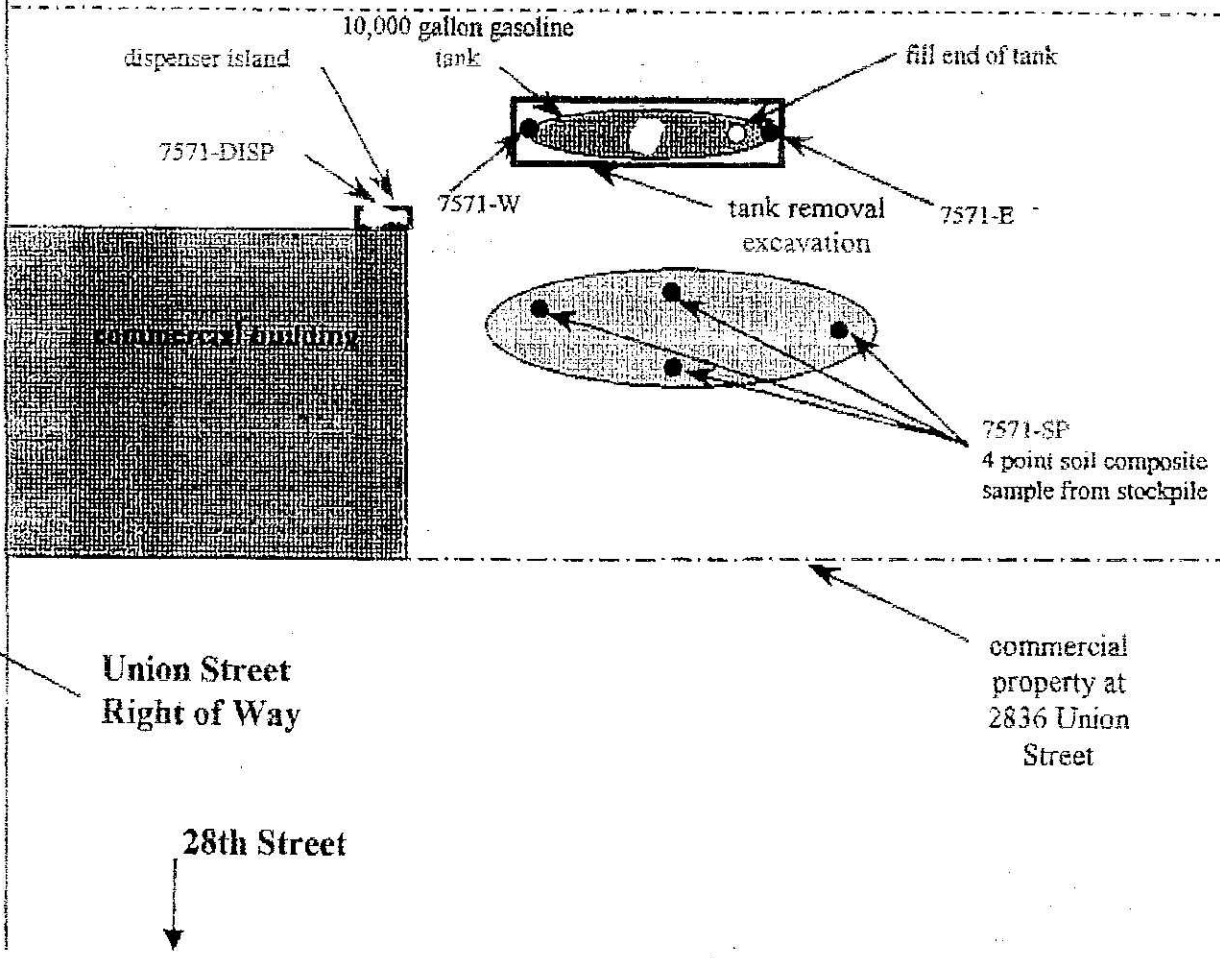 10,000 gallon gasoline
tank
dispenser island
fill end of tank
7571-DISP
7571-W
tank removal
excavation
7571-E
commercial building
7571-SP
4 point soil composite
sample from stockpile
Union Street
Right of Way
commercial
property at
2836 Union
Street
28th Street